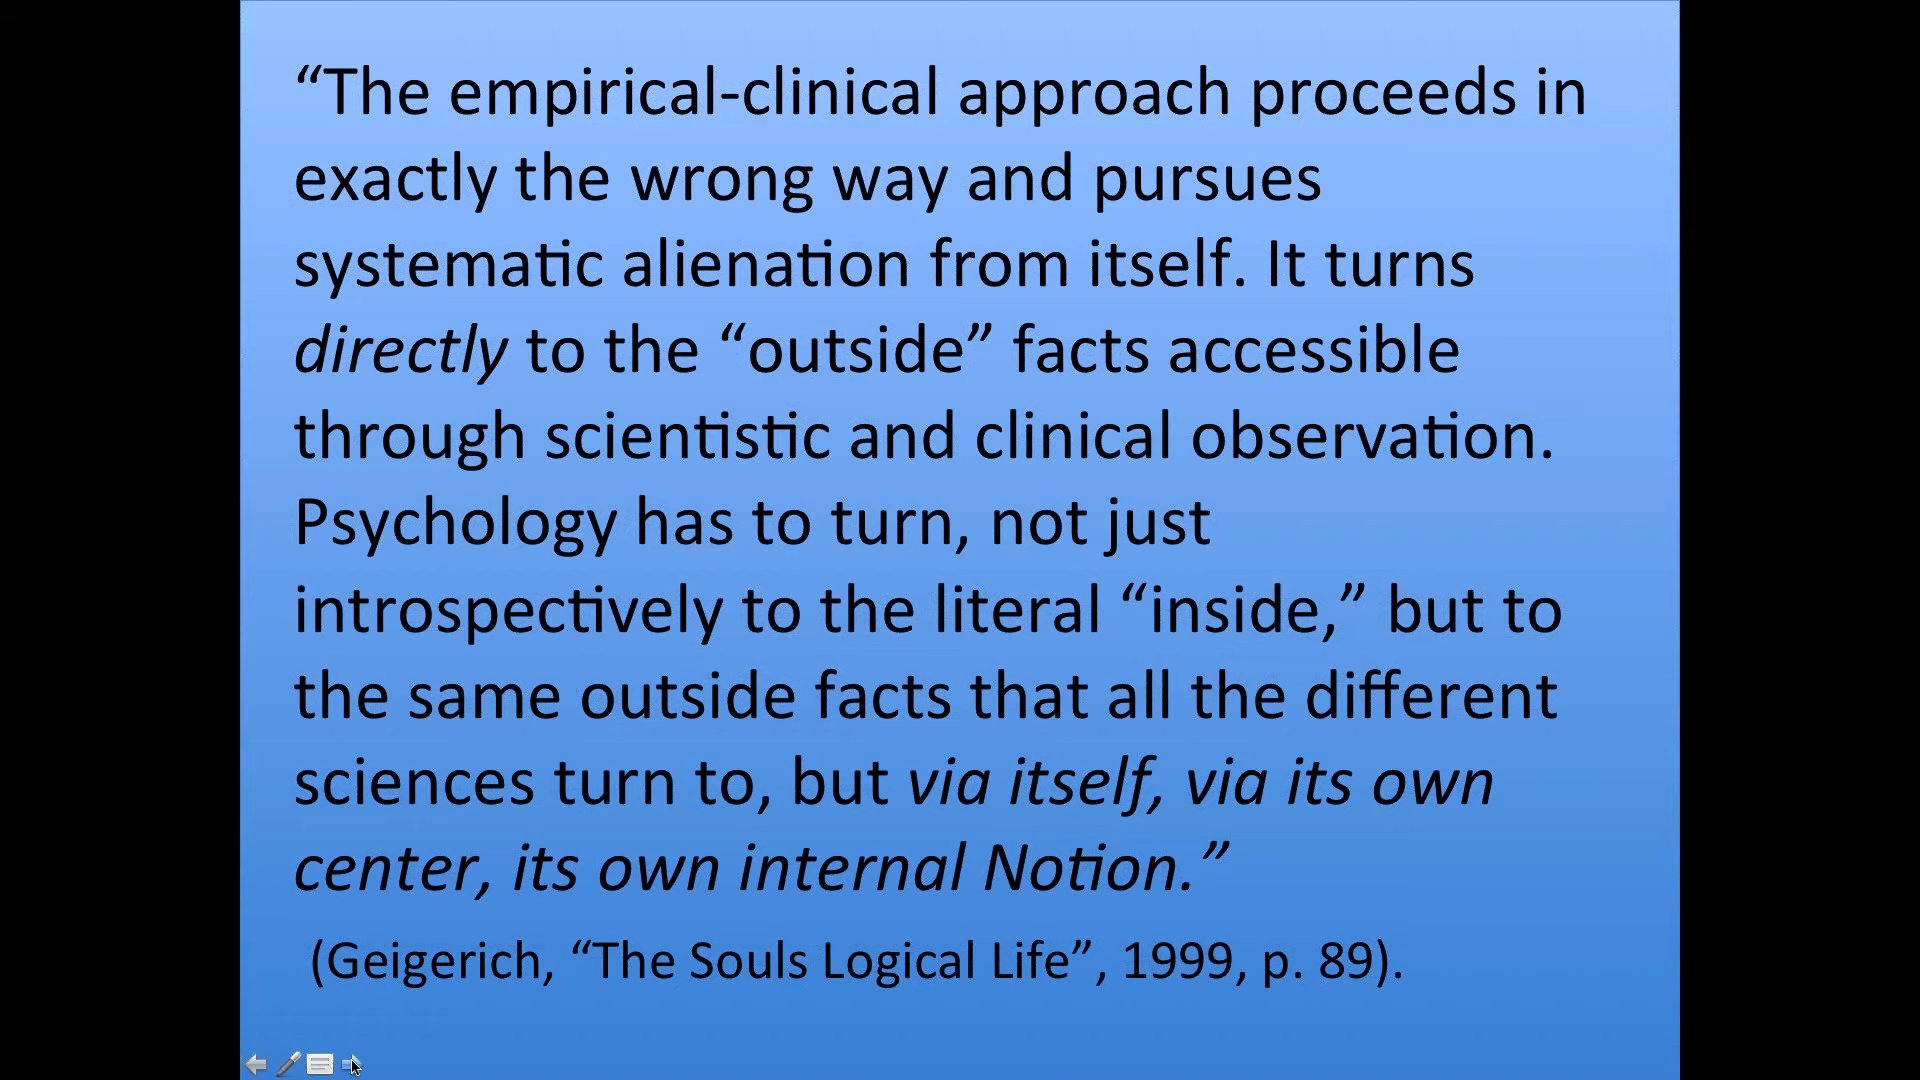 “The empirical-clinical approach proceeds in
exactly the wrong way and pursues
systematic alienation from itself. It turns
directly to the “outside” facts accessible
through scientistic and clinical observation.
Psychology has to turn, not just
introspectively to the literal “inside,” but to
the same outside facts that all the different
sciences turn to, but via itself, via its own
center, its own internal Notion.”
(Geigerich, “The Souls Logical Life”, 1999, p. 89).